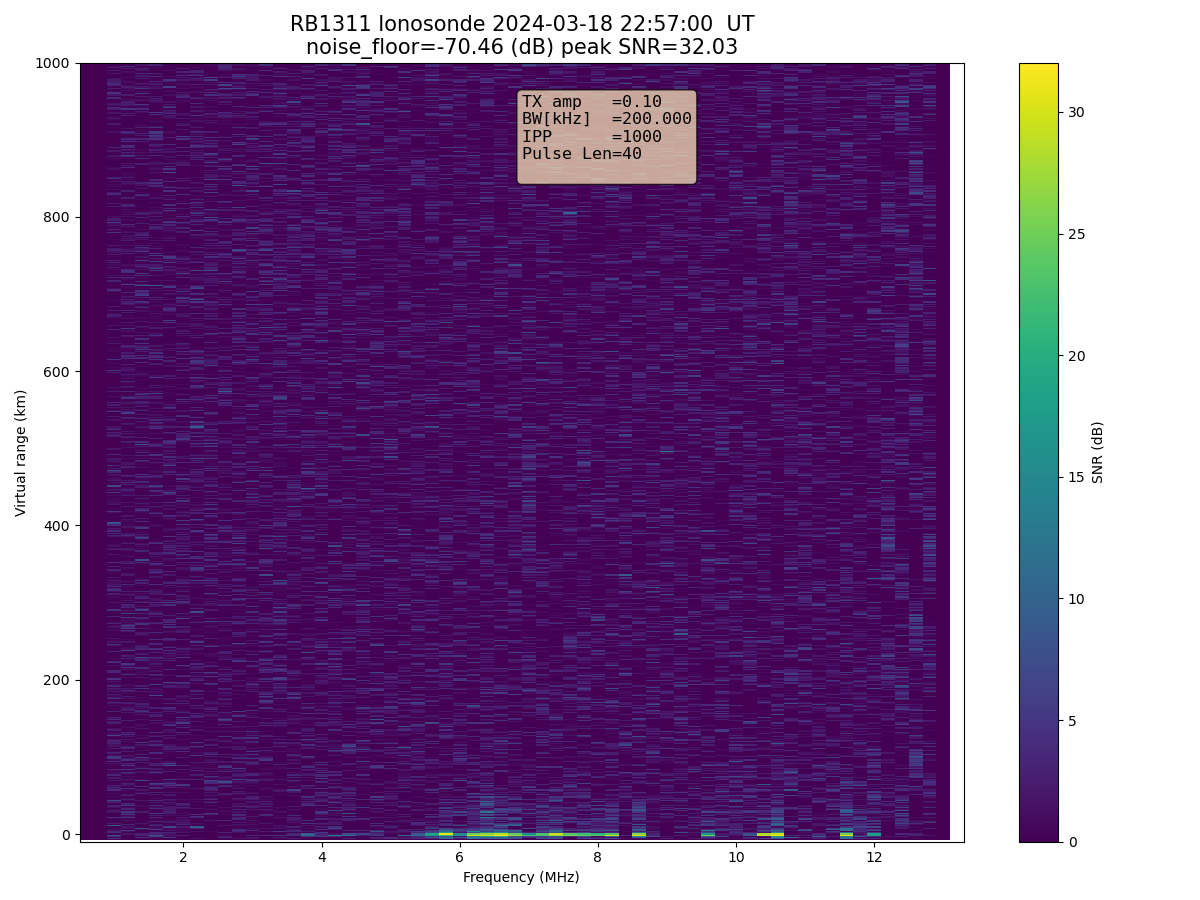 RB1311 Ionosonde 2024-03-18 22:57:00  UT
noise_floor=-70.46 (dB) peak SNR=32.03
TX amp   =0.10
BW[kHz]  =200.000
IPP      =1000
Pulse Len=40
1000
800
600
400
200
0
Virtual range (km)
2
4
6
8
10
12
Frequency (MHz)
30
25
20
15
10
5
0
SNR (dB)